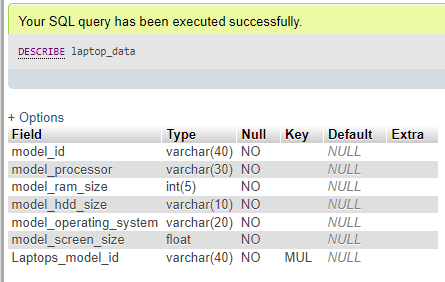 Your SQL query has been executed successfully.
DESCRIBE laptop_data
+ Options
Field Type Null Key Default Extra
model_id varchar(40) NO NULL
model_processor varchar(30) NO NULL
model_ram_size int(5) NO NULL
model_hdd_size varchar(10) NO NULL
model_operating_system varchar(20) NO NULL
model_screen_size float NO NULL
Laptops_model_id varchar(40) NO MUL NULL